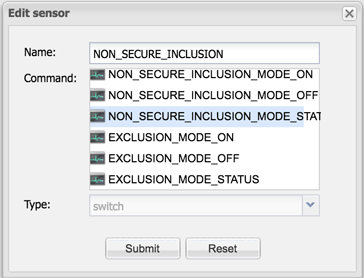 Edit sensor
Name:
NON_SECURE_INCLUSION
Command:
NON_SECURE_INCLUSION_MODE_ON
NON_SECURE_INCLUSION_MODE_OFF
NON_SECURE_INCLUSION_MODE_STAT
EXCLUSION_MODE_ON
EXCLUSION_MODE_OFF
EXCLUSION_MODE_STATUS
Type:
switch
Submit
Reset